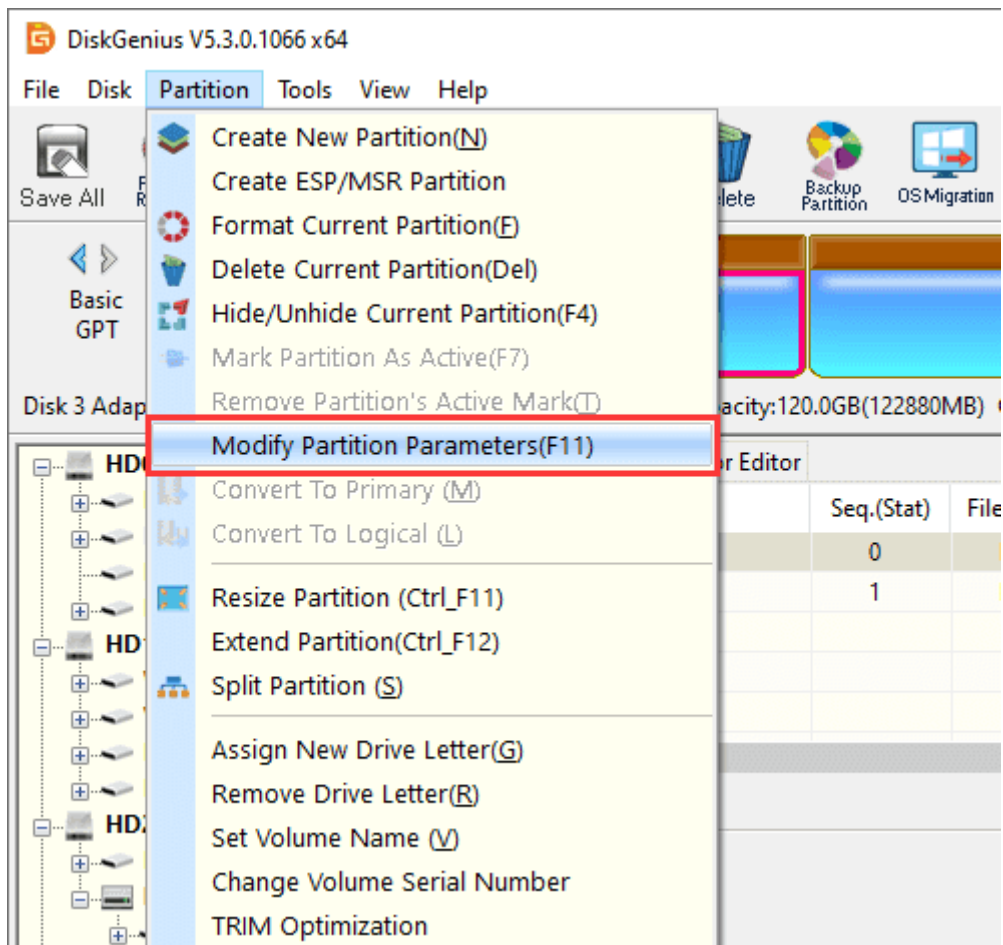 DiskGenius V5.3.0.1066 x64
File Disk Partition Tools View Help
Save All
Backup Partition
OS Migration
Create New Partition(N)
Create ESP/MSR Partition
Format Current Partition(F)
Delete Current Partition(Del)
Hide/Unhide Current Partition(F4)
Mark Partition As Active(F7)
Remove Partition's Active Mark(T)
Modify Partition Parameters(F11)
Convert To Primary (M)
Convert To Logical (L)
Resize Partition (Ctrl_F11)
Extend Partition(Ctrl_F12)
Split Partition (S)
Assign New Drive Letter(G)
Remove Drive Letter(R)
Set Volume Name (V)
Change Volume Serial Number
TRIM Optimization
Basic
GPT
Disk 3 Adap
acity:120.0GB(122880MB)
r Editor
Seq.(Stat) File
0
1